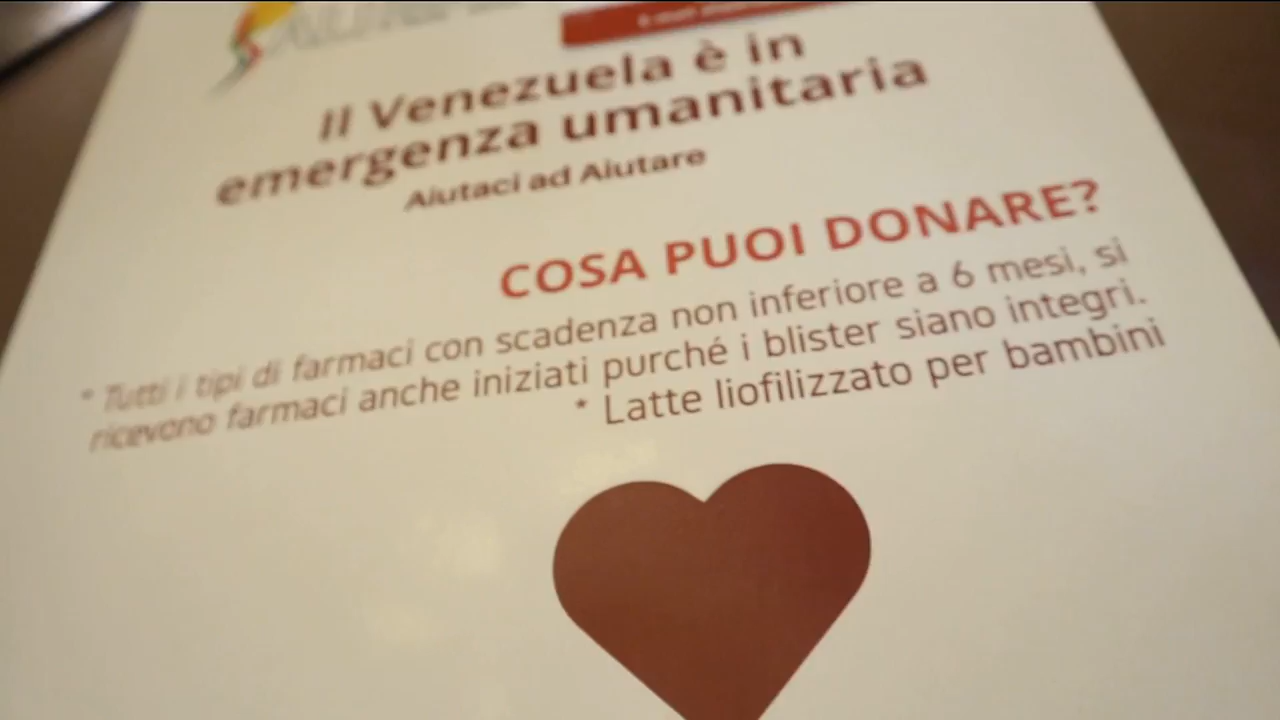 Il Venezuela è in
emergenza umanitaria
Aiutaci ad Aiutare
COSA PUOI DONARE?
* Tutti i tipi di farmaci con scadenza non inferiore a 6 mesi, si
ricevono farmaci anche iniziati purché i blister siano integri.
* Latte liofilizzato per bambini